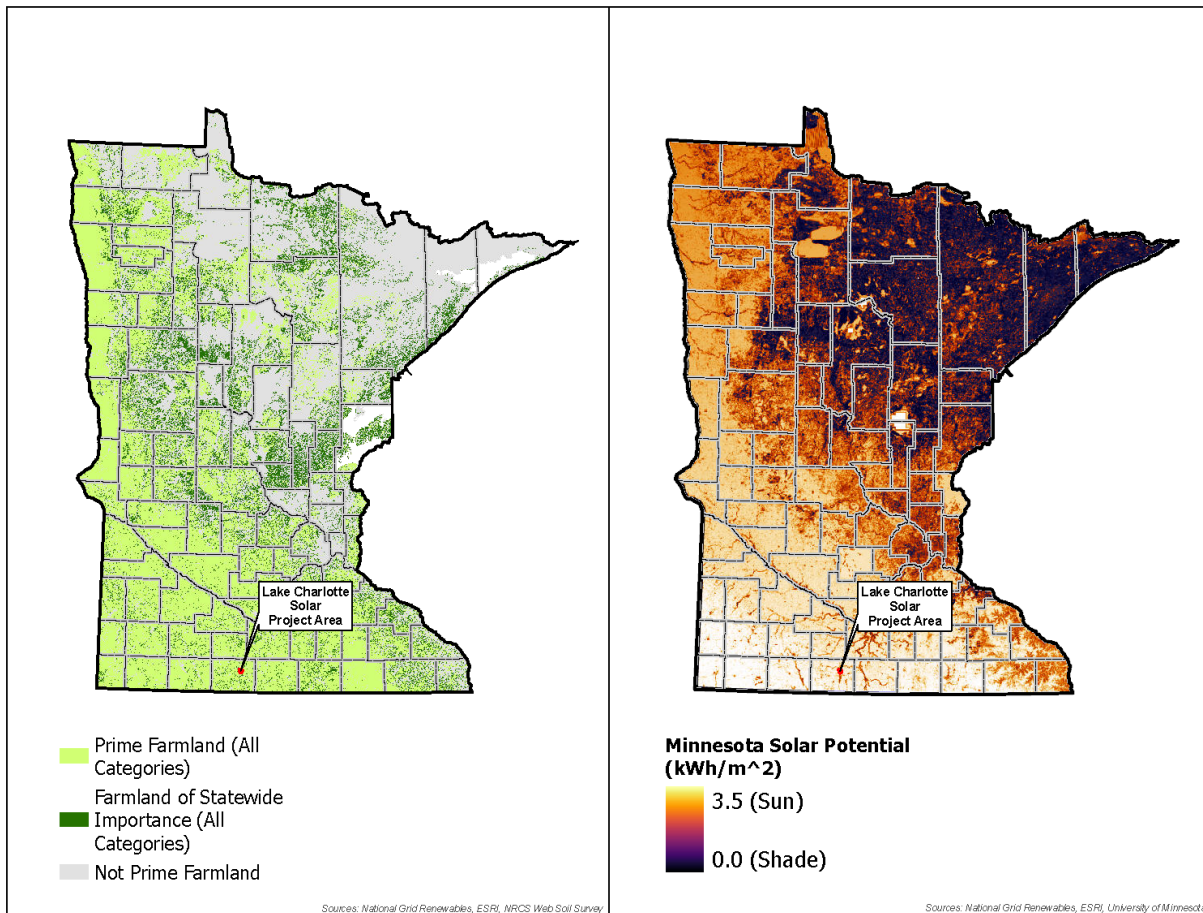 Lake Charlotte
Solar
Project Area
Prime Farmland (All
Categories)
Farmland of Statewide
Importance (All
Categories)
Not Prime Farmland
Sources: National Grid Renewables, ESRI, NRCS Web Soil Survey
Lake Charlotte
Solar
Project Area
Minnesota Solar Potential
(kWh/m^2)
3.5 (Sun)
0.0 (Shade)
Sources: National Grid Renewables, ESRI, University of Minnesota